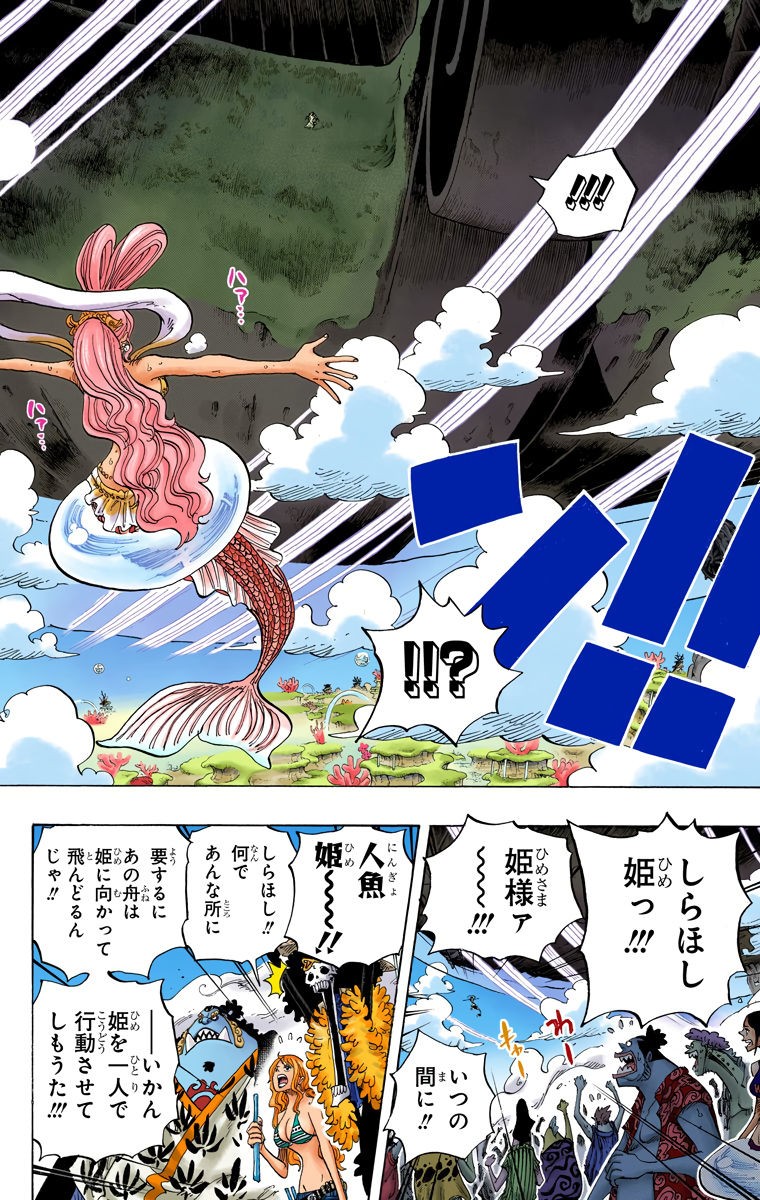 !!!!
ハァ…
ハァ…
ン!!
!!?
しらほし
姫っ!!!
姫様ァ
〜〜〜!!!
いつの
間に!!
わー
ギャー
人魚
姫〜〜〜!!
しらほし!!
何で
あんな所に
要するに
あの舟は
姫に向かって
飛んどるん
じゃ!!
──いかん
姫を一人で
行動させて
しもうた!!!